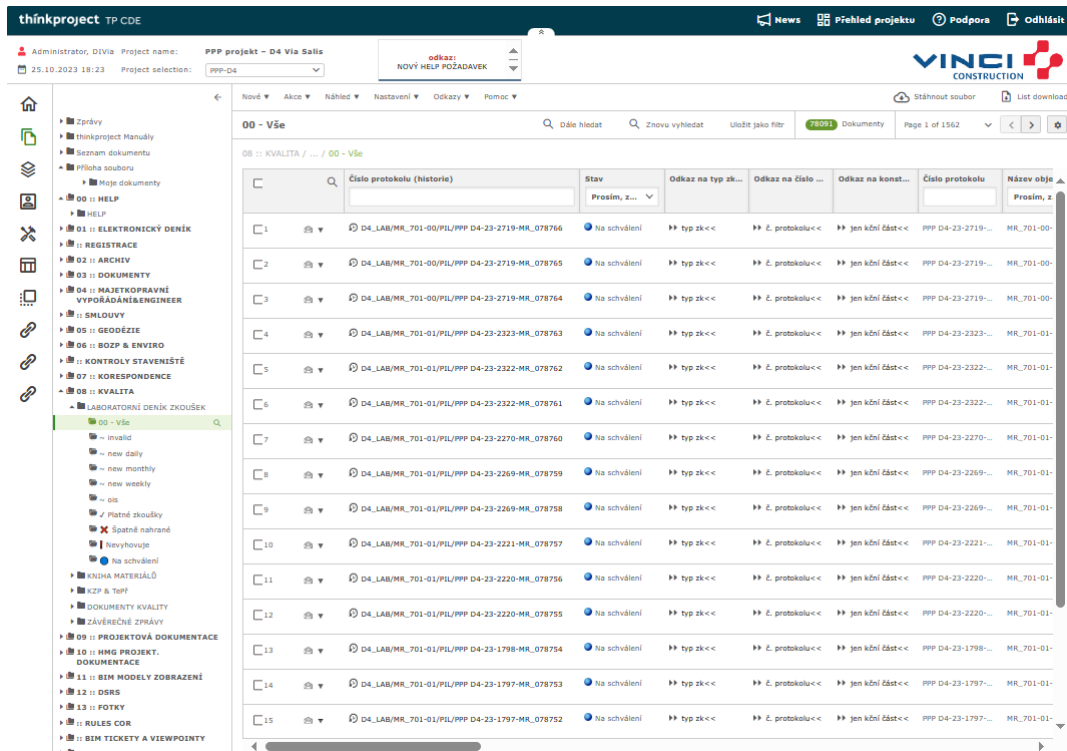 thinkproject TP CDE
News
Přehled projektu
Podpora
Odhlásit
Administrator, DIVia Project name: PPP projekt – D4 Via Salis
25.10.2023 18:23 Project selection: PPP-D4
odkaz:
NOVÝ HELP POŽADAVEK
VINCI
CONSTRUCTION
Nové Akce Náhled Nastavení Odkazy Pomoc
Stáhnout soubor List download
00 - Vše
Dále hledat Znovu vyhledat Uložit jako filtr 78091 Dokumenty Page 1 of 1562
08 :: KVALITA / ... / 00 - Vše
Zprávy
thinkproject Manuály
Seznam dokumentu
Příloha souboru
Moje dokumenty
00 :: HELP
HELP
01 :: ELEKTRONICKÝ DENÍK
:: REGISTRACE
02 :: ARCHIV
03 :: DOKUMENTY
04 :: MAJETKOPRAVNÍ
VYPOŘÁDÁNÍ&ENGINEER
:: SMLOUVY
05 :: GEODÉZIE
06 :: BOZP & ENVIRO
:: KONTROLY STAVENIŠTĚ
07 :: KORESPONDENCE
08 :: KVALITA
LABORATORNÍ DENÍK ZKOUŠEK
00 - Vše
~ invalid
~ new daily
~ new monthly
~ new weekly
~ ois
✓ Platné zkoušky
Špatně nahrané
Nevyhovuje
Na schválení
KNIHA MATERIÁLŮ
KZP & TePř
DOKUMENTY KVALITY
ZÁVĚREČNÉ ZPRÁVY
09 :: PROJEKTOVÁ DOKUMENTACE
10 :: HMG PROJEKT.
DOKUMENTACE
11 :: BIM MODELY ZOBRAZENÍ
12 :: DSRS
13 :: FOTKY
:: RULES COR
:: BIM TICKETY A VIEWPOINTY
Číslo protokolu (historie) Stav Odkaz na typ zk... Odkaz na číslo ... Odkaz na konst... Číslo protokolu Název obje
Prosím, z... Prosím, z
1 D4_LAB/MR_701-00/PIL/PPP D4-23-2719-MR_078766 Na schválení >> typ zk<< >> č. protokolu<< >> jen kční část<< PPP D4-23-2719-... MR_701-00-
2 D4_LAB/MR_701-00/PIL/PPP D4-23-2719-MR_078765 Na schválení >> typ zk<< >> č. protokolu<< >> jen kční část<< PPP D4-23-2719-... MR_701-00-
3 D4_LAB/MR_701-00/PIL/PPP D4-23-2719-MR_078764 Na schválení >> typ zk<< >> č. protokolu<< >> jen kční část<< PPP D4-23-2719-... MR_701-00-
4 D4_LAB/MR_701-01/PIL/PPP D4-23-2323-MR_078763 Na schválení >> typ zk<< >> č. protokolu<< >> jen kční část<< PPP D4-23-2323-... MR_701-01-
5 D4_LAB/MR_701-01/PIL/PPP D4-23-2322-MR_078762 Na schválení >> typ zk<< >> č. protokolu<< >> jen kční část<< PPP D4-23-2322-... MR_701-01-
6 D4_LAB/MR_701-01/PIL/PPP D4-23-2322-MR_078761 Na schválení >> typ zk<< >> č. protokolu<< >> jen kční část<< PPP D4-23-2322-... MR_701-01-
7 D4_LAB/MR_701-01/PIL/PPP D4-23-2270-MR_078760 Na schválení >> typ zk<< >> č. protokolu<< >> jen kční část<< PPP D4-23-2270-... MR_701-01-
8 D4_LAB/MR_701-01/PIL/PPP D4-23-2269-MR_078759 Na schválení >> typ zk<< >> č. protokolu<< >> jen kční část<< PPP D4-23-2269-... MR_701-01-
9 D4_LAB/MR_701-01/PIL/PPP D4-23-2269-MR_078758 Na schválení >> typ zk<< >> č. protokolu<< >> jen kční část<< PPP D4-23-2269-... MR_701-01-
10 D4_LAB/MR_701-01/PIL/PPP D4-23-2221-MR_078757 Na schválení >> typ zk<< >> č. protokolu<< >> jen kční část<< PPP D4-23-2221-... MR_701-01-
11 D4_LAB/MR_701-01/PIL/PPP D4-23-2220-MR_078756 Na schválení >> typ zk<< >> č. protokolu<< >> jen kční část<< PPP D4-23-2220-... MR_701-01-
12 D4_LAB/MR_701-01/PIL/PPP D4-23-2220-MR_078755 Na schválení >> typ zk<< >> č. protokolu<< >> jen kční část<< PPP D4-23-2220-... MR_701-01-
13 D4_LAB/MR_701-01/PIL/PPP D4-23-1798-MR_078754 Na schválení >> typ zk<< >> č. protokolu<< >> jen kční část<< PPP D4-23-1798-... MR_701-01-
14 D4_LAB/MR_701-01/PIL/PPP D4-23-1797-MR_078753 Na schválení >> typ zk<< >> č. protokolu<< >> jen kční část<< PPP D4-23-1797-... MR_701-01-
15 D4_LAB/MR_701-01/PIL/PPP D4-23-1797-MR_078752 Na schválení >> typ zk<< >> č. protokolu<< >> jen kční část<< PPP D4-23-1797-... MR_701-01-